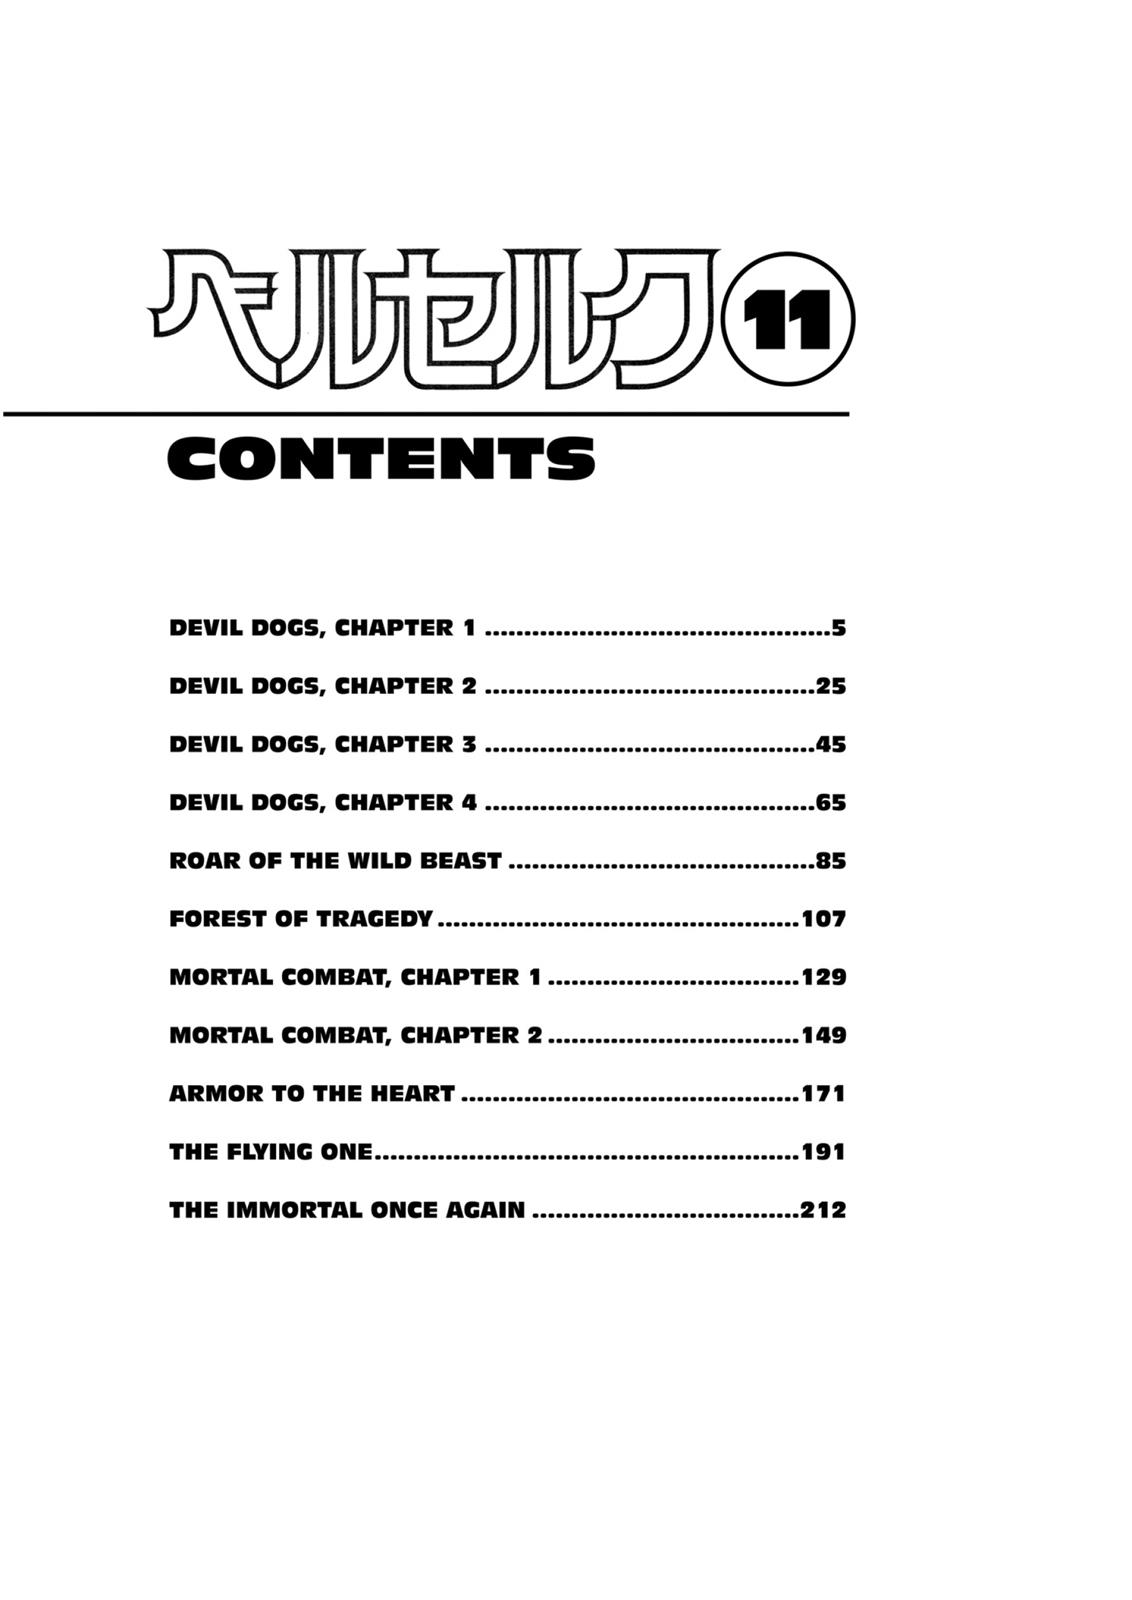 ベルセルク 11
CONTENTS
DEVIL DOGS, CHAPTER 1 ............................................5
DEVIL DOGS, CHAPTER 2 ..........................................25
DEVIL DOGS, CHAPTER 3 ..........................................45
DEVIL DOGS, CHAPTER 4 ..........................................65
ROAR OF THE WILD BEAST .......................................85
FOREST OF TRAGEDY..............................................107
MORTAL COMBAT, CHAPTER 1 ................................129
MORTAL COMBAT, CHAPTER 2 ................................149
ARMOR TO THE HEART ...........................................171
THE FLYING ONE......................................................191
THE IMMORTAL ONCE AGAIN ..................................212